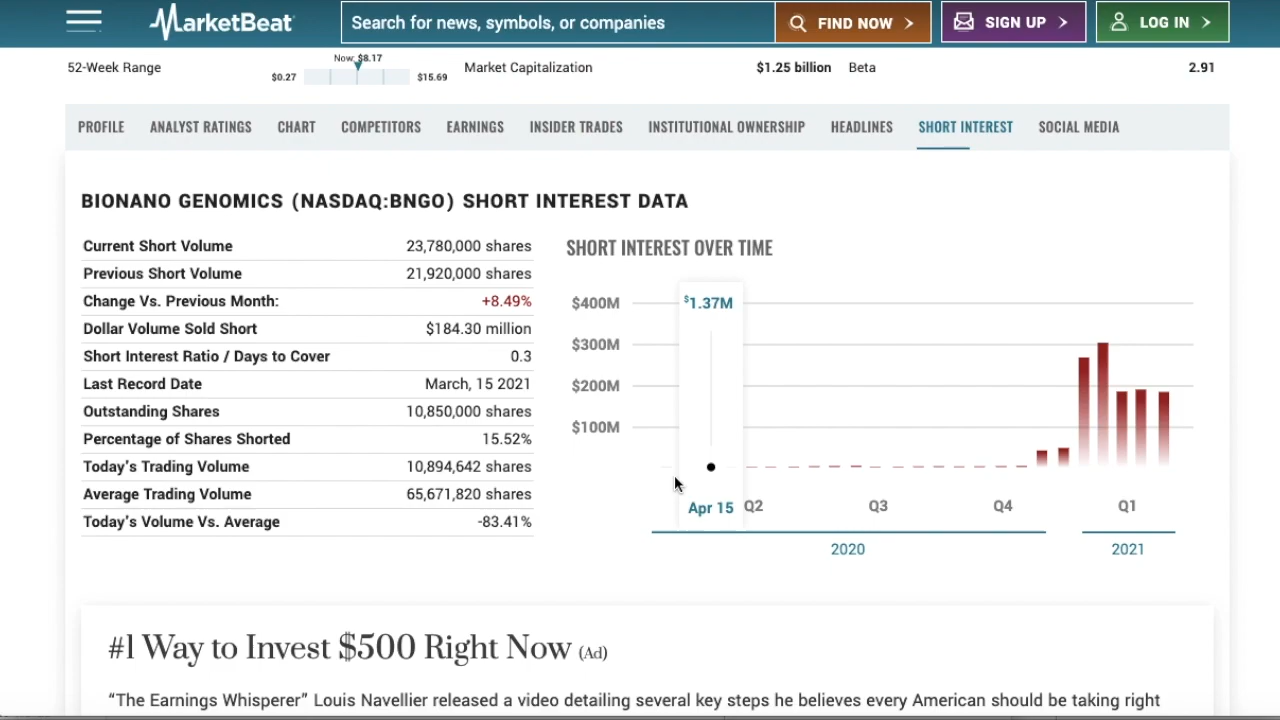 MarketBeat
Search for news, symbols, or companies
FIND NOW
SIGN UP
LOG IN
52-Week Range
Now: $8.17
$0.27
$15.69
Market Capitalization
$1.25 billion
Beta
2.91
PROFILE ANALYST RATINGS CHART COMPETITORS EARNINGS INSIDER TRADES INSTITUTIONAL OWNERSHIP HEADLINES SHORT INTEREST SOCIAL MEDIA
BIONANO GENOMICS (NASDAQ:BNGO) SHORT INTEREST DATA
Current Short Volume 23,780,000 shares
Previous Short Volume 21,920,000 shares
Change Vs. Previous Month: +8.49%
Dollar Volume Sold Short $184.30 million
Short Interest Ratio / Days to Cover 0.3
Last Record Date March, 15 2021
Outstanding Shares 10,850,000 shares
Percentage of Shares Shorted 15.52%
Today's Trading Volume 10,894,642 shares
Average Trading Volume 65,671,820 shares
Today's Volume Vs. Average -83.41%
SHORT INTEREST OVER TIME
$400M
$1.37M
$300M
$200M
$100M
Apr 15 Q2 Q3 Q4 Q1
2020 2021
#1 Way to Invest $500 Right Now (Ad)
“The Earnings Whisperer” Louis Navellier released a video detailing several key steps he believes every American should be taking right